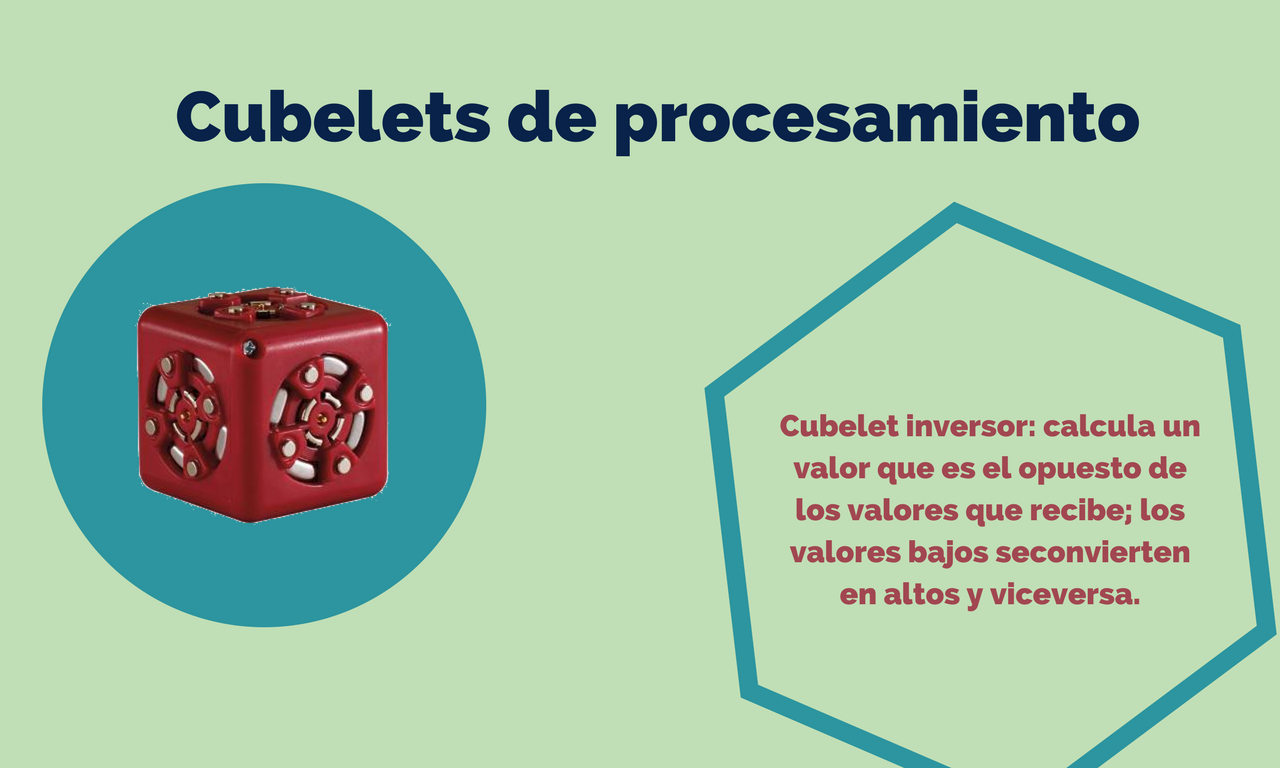 Cubelets de procesamiento
Cubelet inversor: calcula un
valor que es el opuesto de
los valores que recibe; los
valores bajos seconvierten
en altos y viceversa.